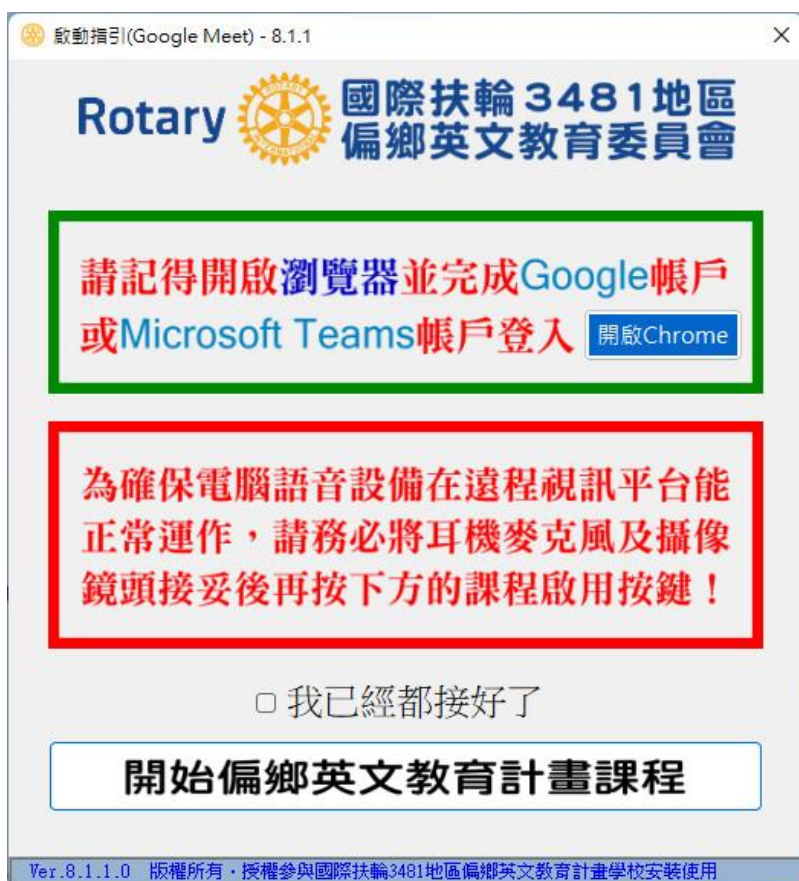 啟動指引(Google Meet) - 8.1.1
Rotary
ROTARY INTERNATIONAL
國際扶輪3481地區
偏鄉英文教育委員會
請記得開啟瀏覽器並完成Google帳戶
或Microsoft Teams帳戶登入 開啟Chrome
為確保電腦語音設備在遠程視訊平台能
正常運作，請務必將耳機麥克風及攝像
鏡頭接妥後再按下方的課程啟用按鍵！
我已經都接好了
開始偏鄉英文教育計畫課程
Ver.8.1.1.0 版權所有・授權參與國際扶輪3481地區偏鄉英文教育計畫學校安裝使用